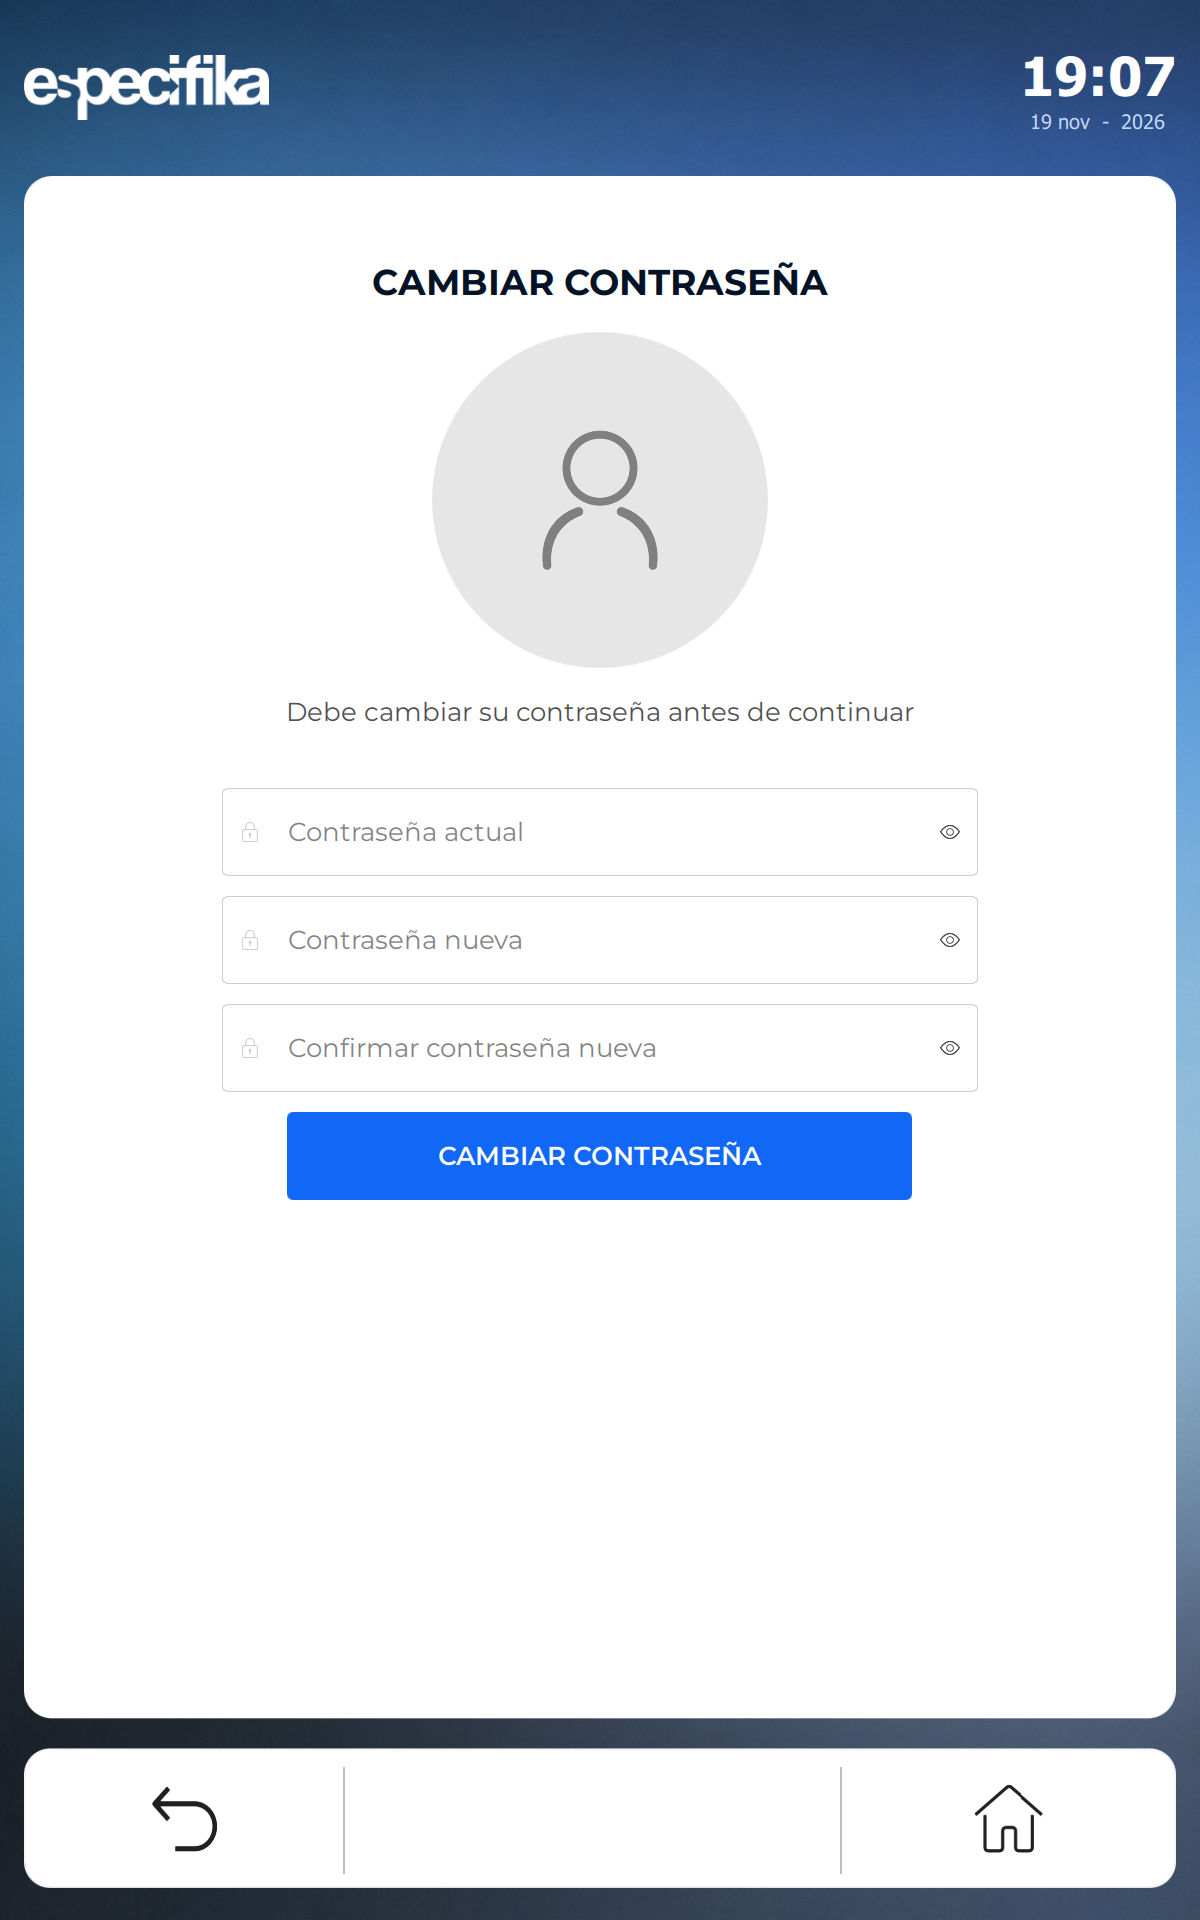 especifika
19:07
19 nov - 2026
CAMBIAR CONTRASEÑA
Debe cambiar su contraseña antes de continuar
Contraseña actual
Contraseña nueva
Confirmar contraseña nueva
CAMBIAR CONTRASEÑA